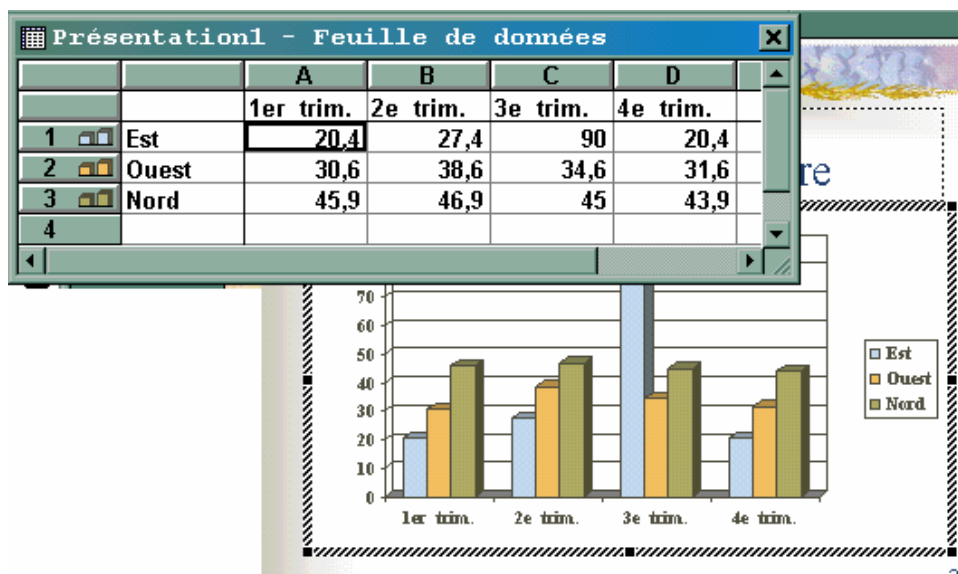 Présentation1 - Feuille de données
A B C D
1er trim. 2e trim. 3e trim. 4e trim.
1 Est 20,4 27,4 90 20,4
2 Ouest 30,6 38,6 34,6 31,6
3 Nord 45,9 46,9 45 43,9
4
re
70
60
50
40
30
20
10
0
1er trim. 2e trim. 3e trim. 4e trim.
Est
Ouest
Nord